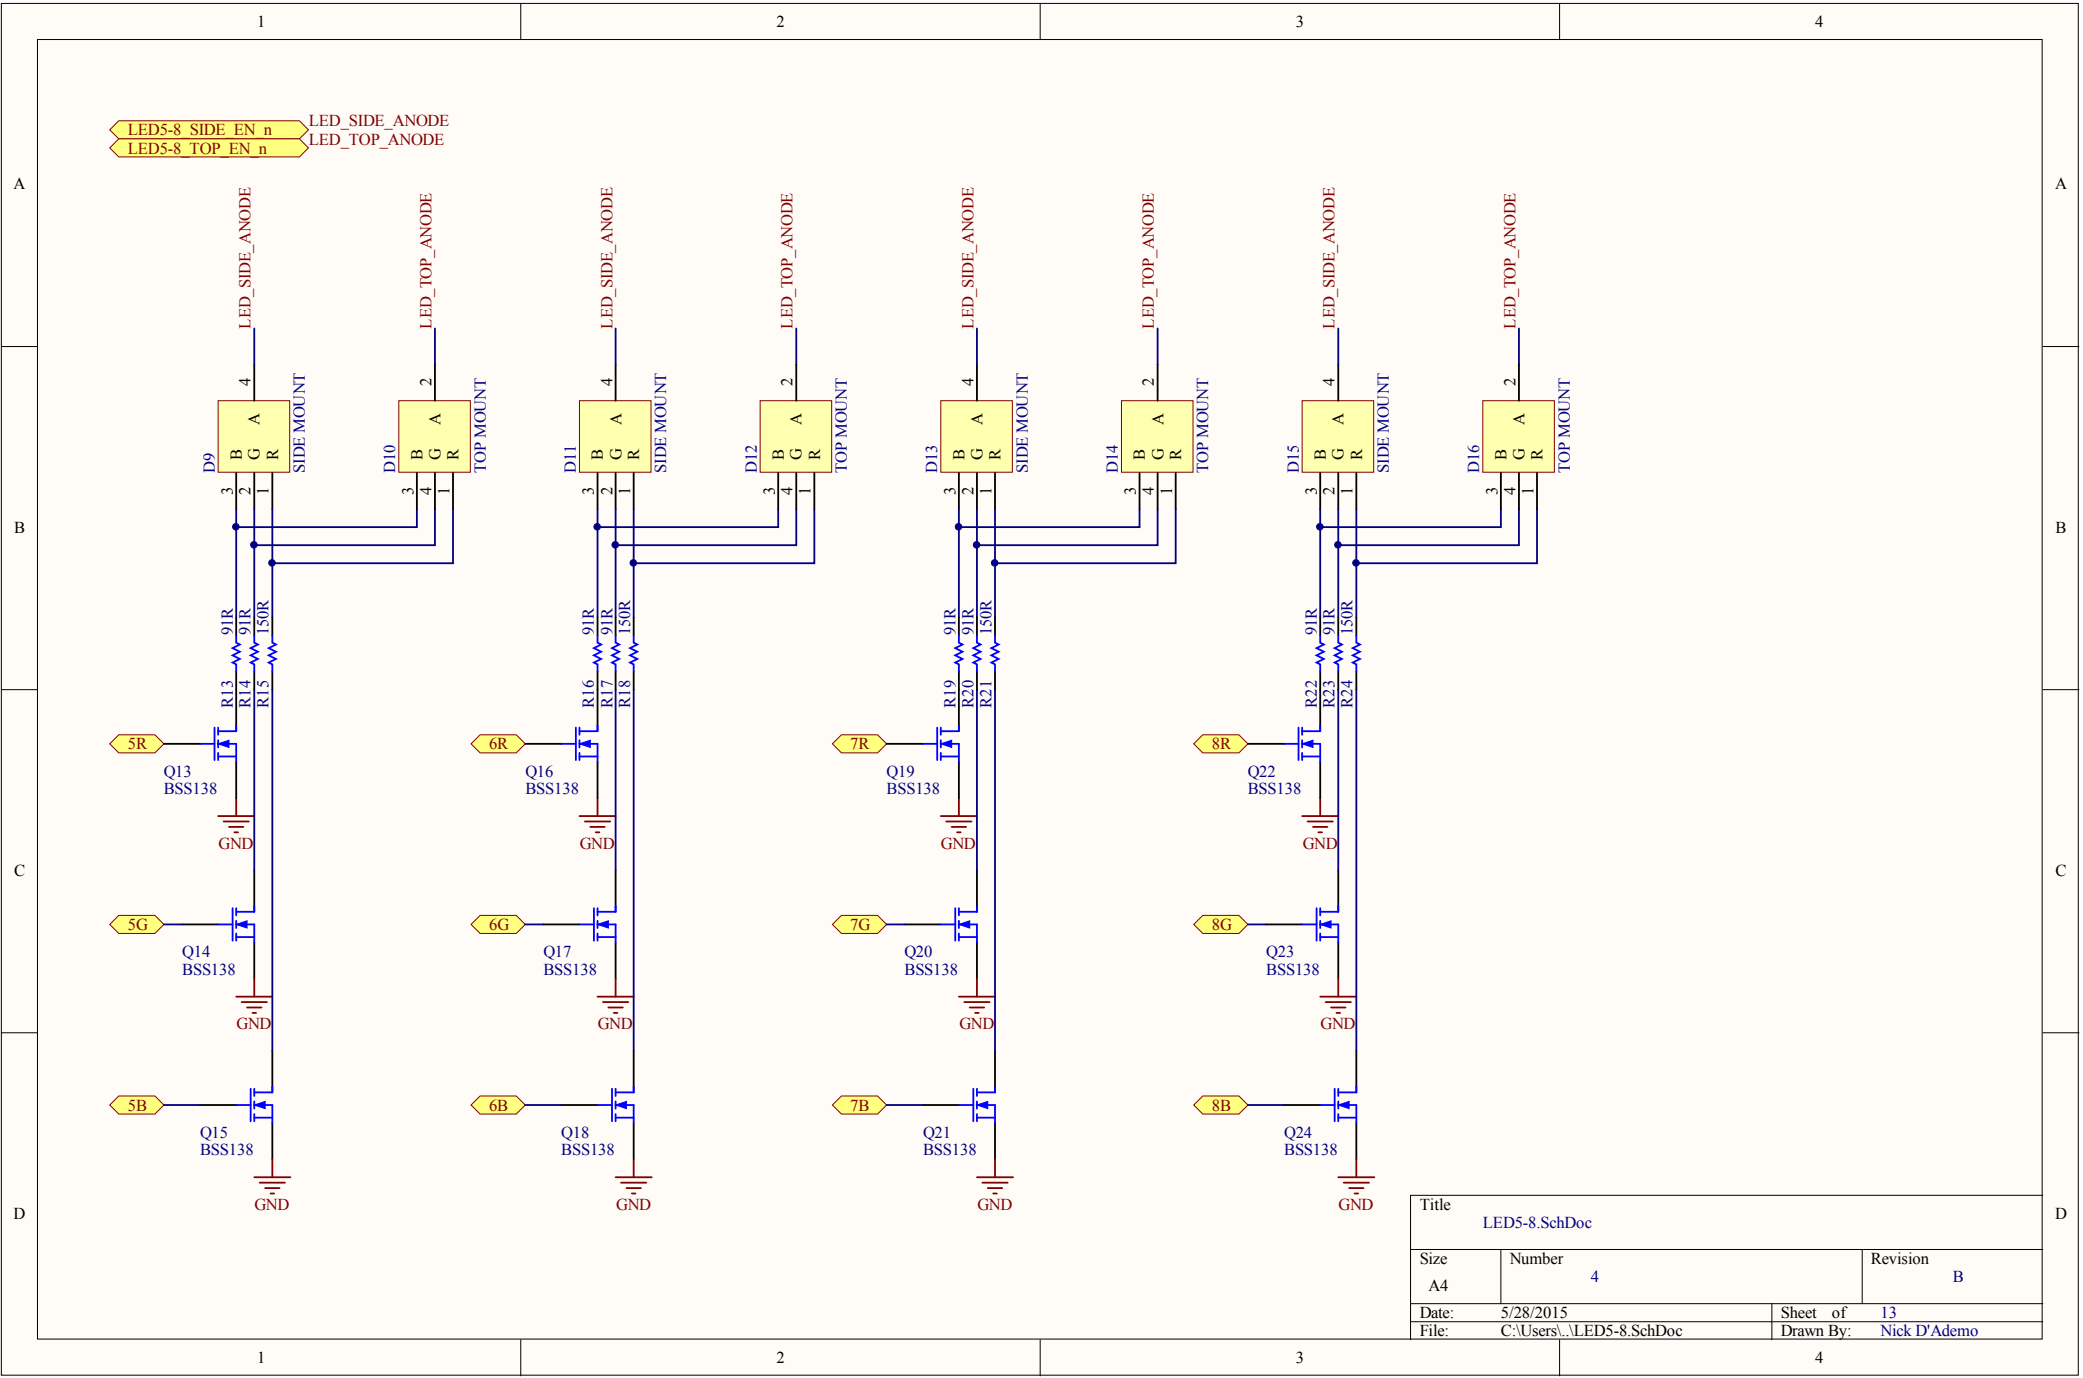 1 2 3 4
LED5-8_SIDE_EN_n LED_SIDE_ANODE
LED5-8_TOP_EN_n LED_TOP_ANODE
A A
LED_SIDE_ANODE LED_TOP_ANODE LED_SIDE_ANODE LED_TOP_ANODE LED_SIDE_ANODE LED_TOP_ANODE LED_SIDE_ANODE LED_TOP_ANODE
4 2 4 2 4 2 4 2
A A A A A A A A
B G R B G R B G R B G R B G R B G R B G R B G R
D9 SIDE MOUNT D10 TOP MOUNT D11 SIDE MOUNT D12 TOP MOUNT D13 SIDE MOUNT D14 TOP MOUNT D15 SIDE MOUNT D16 TOP MOUNT
3 2 1 3 4 1 3 2 1 3 4 1 3 2 1 3 4 1 3 2 1 3 4 1
B B
91R 91R 150R 91R 91R 150R 91R 91R 150R 91R 91R 150R
R13 R14 R15 R16 R17 R18 R19 R20 R21 R22 R23 R24
5R 6R 7R 8R
Q13 Q16 Q19 Q22
BSS138 BSS138 BSS138 BSS138
GND GND GND GND
C C
5G 6G 7G 8G
Q14 Q17 Q20 Q23
BSS138 BSS138 BSS138 BSS138
GND GND GND GND
5B 6B 7B 8B
Q15 Q18 Q21 Q24
BSS138 BSS138 BSS138 BSS138
GND GND GND GND
D D
Title
LED5-8.SchDoc
Size Number Revision
A4 4 B
Date: 5/28/2015 Sheet of 13
File: C:\Users\..\LED5-8.SchDoc Drawn By: Nick D'Ademo
1 2 3 4